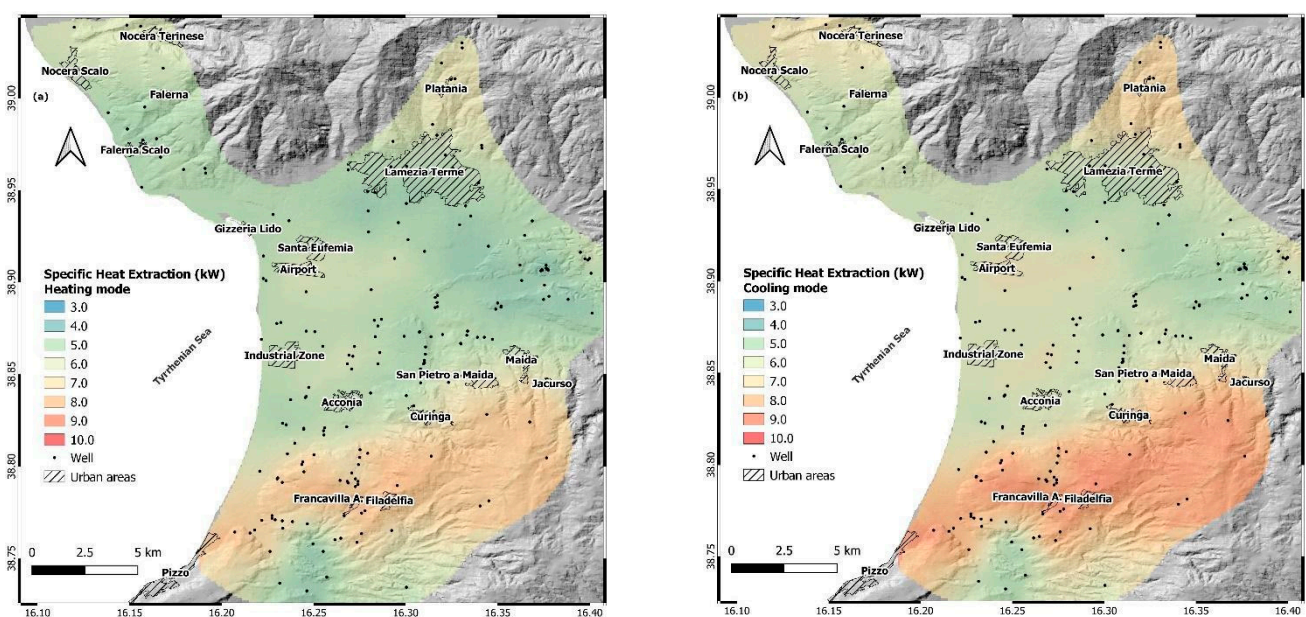 Nocera Terinese
Nocera Scalo
(a)
Falerna
Platania
Falerna Scalo
Lamezia Terme
Gizzeria Lido
Santa Eufemia
Airport
Specific Heat Extraction (kW)
Heating mode
3.0
4.0
5.0
6.0
7.0
8.0
9.0
10.0
Well
Urban areas
Tyrrhenian Sea
Industrial Zone
Maida
San Pietro a Maida
Jacurso
Acconia
Curinga
Francavilla A.
Filadelfia
Pizzo
0 2.5 5 km
39.00
38.95
38.90
38.85
38.80
38.75
16.10 16.15 16.20 16.25 16.30 16.35 16.40
Nocera Terinese
Nocera Scalo
(b)
Falerna
Platania
Falerna Scalo
Lamezia Terme
Gizzeria Lido
Santa Eufemia
Airport
Specific Heat Extraction (kW)
Cooling mode
3.0
4.0
5.0
6.0
7.0
8.0
9.0
10.0
Well
Urban areas
Tyrrhenian Sea
Industrial Zone
Maida
San Pietro a Maida
Jacurso
Acconia
Curinga
Francavilla A.
Filadelfia
Pizzo
0 2.5 5 km
39.00
38.95
38.90
38.85
38.80
38.75
16.10 16.15 16.20 16.25 16.30 16.35 16.40